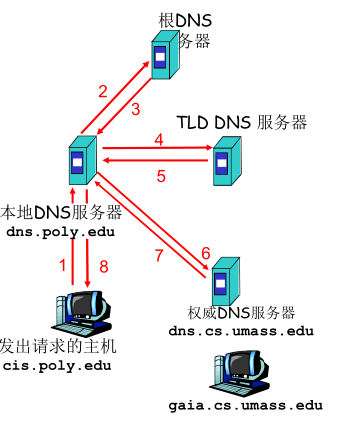 根DNS
务器
2
3
TLD DNS 服务器
4
5
本地DNS服务器
dns.poly.edu
1
8
7
6
权威DNS服务器
dns.cs.umass.edu
发出请求的主机
cis.poly.edu
gaia.cs.umass.edu